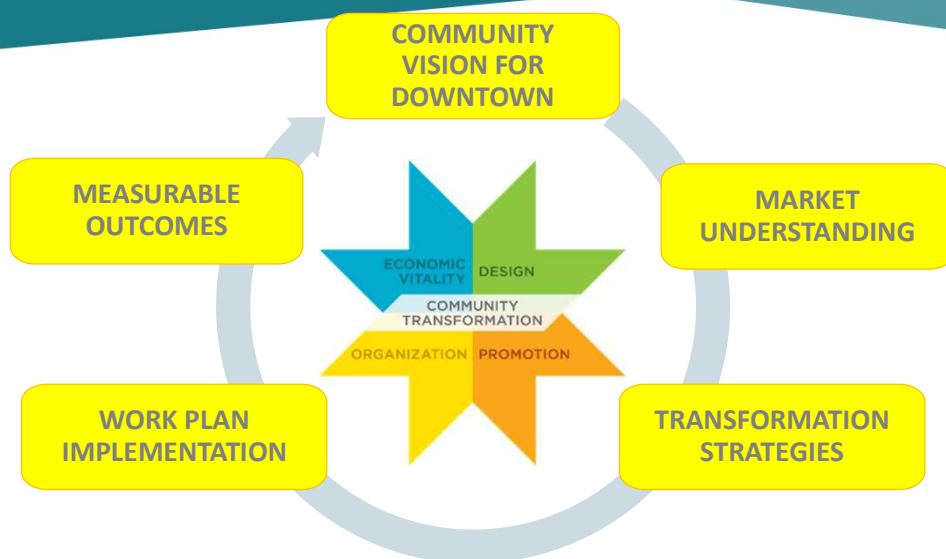 COMMUNITY
VISION FOR
DOWNTOWN
MEASURABLE
OUTCOMES
MARKET
UNDERSTANDING
ECONOMIC
VITALITY
DESIGN
COMMUNITY
TRANSFORMATION
ORGANIZATION
PROMOTION
WORK PLAN
IMPLEMENTATION
TRANSFORMATION
STRATEGIES